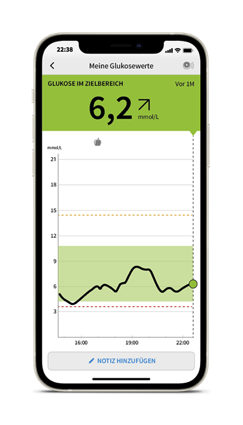 22:38
Meine Glukosewerte
GLUKOSE IM ZIELBEREICH
Vor 1M
6,2
mmol/L
mmol/L
21
18
15
12
9
6
3
16:00
19:00
22:00
NOTIZ HINZUFÜGEN